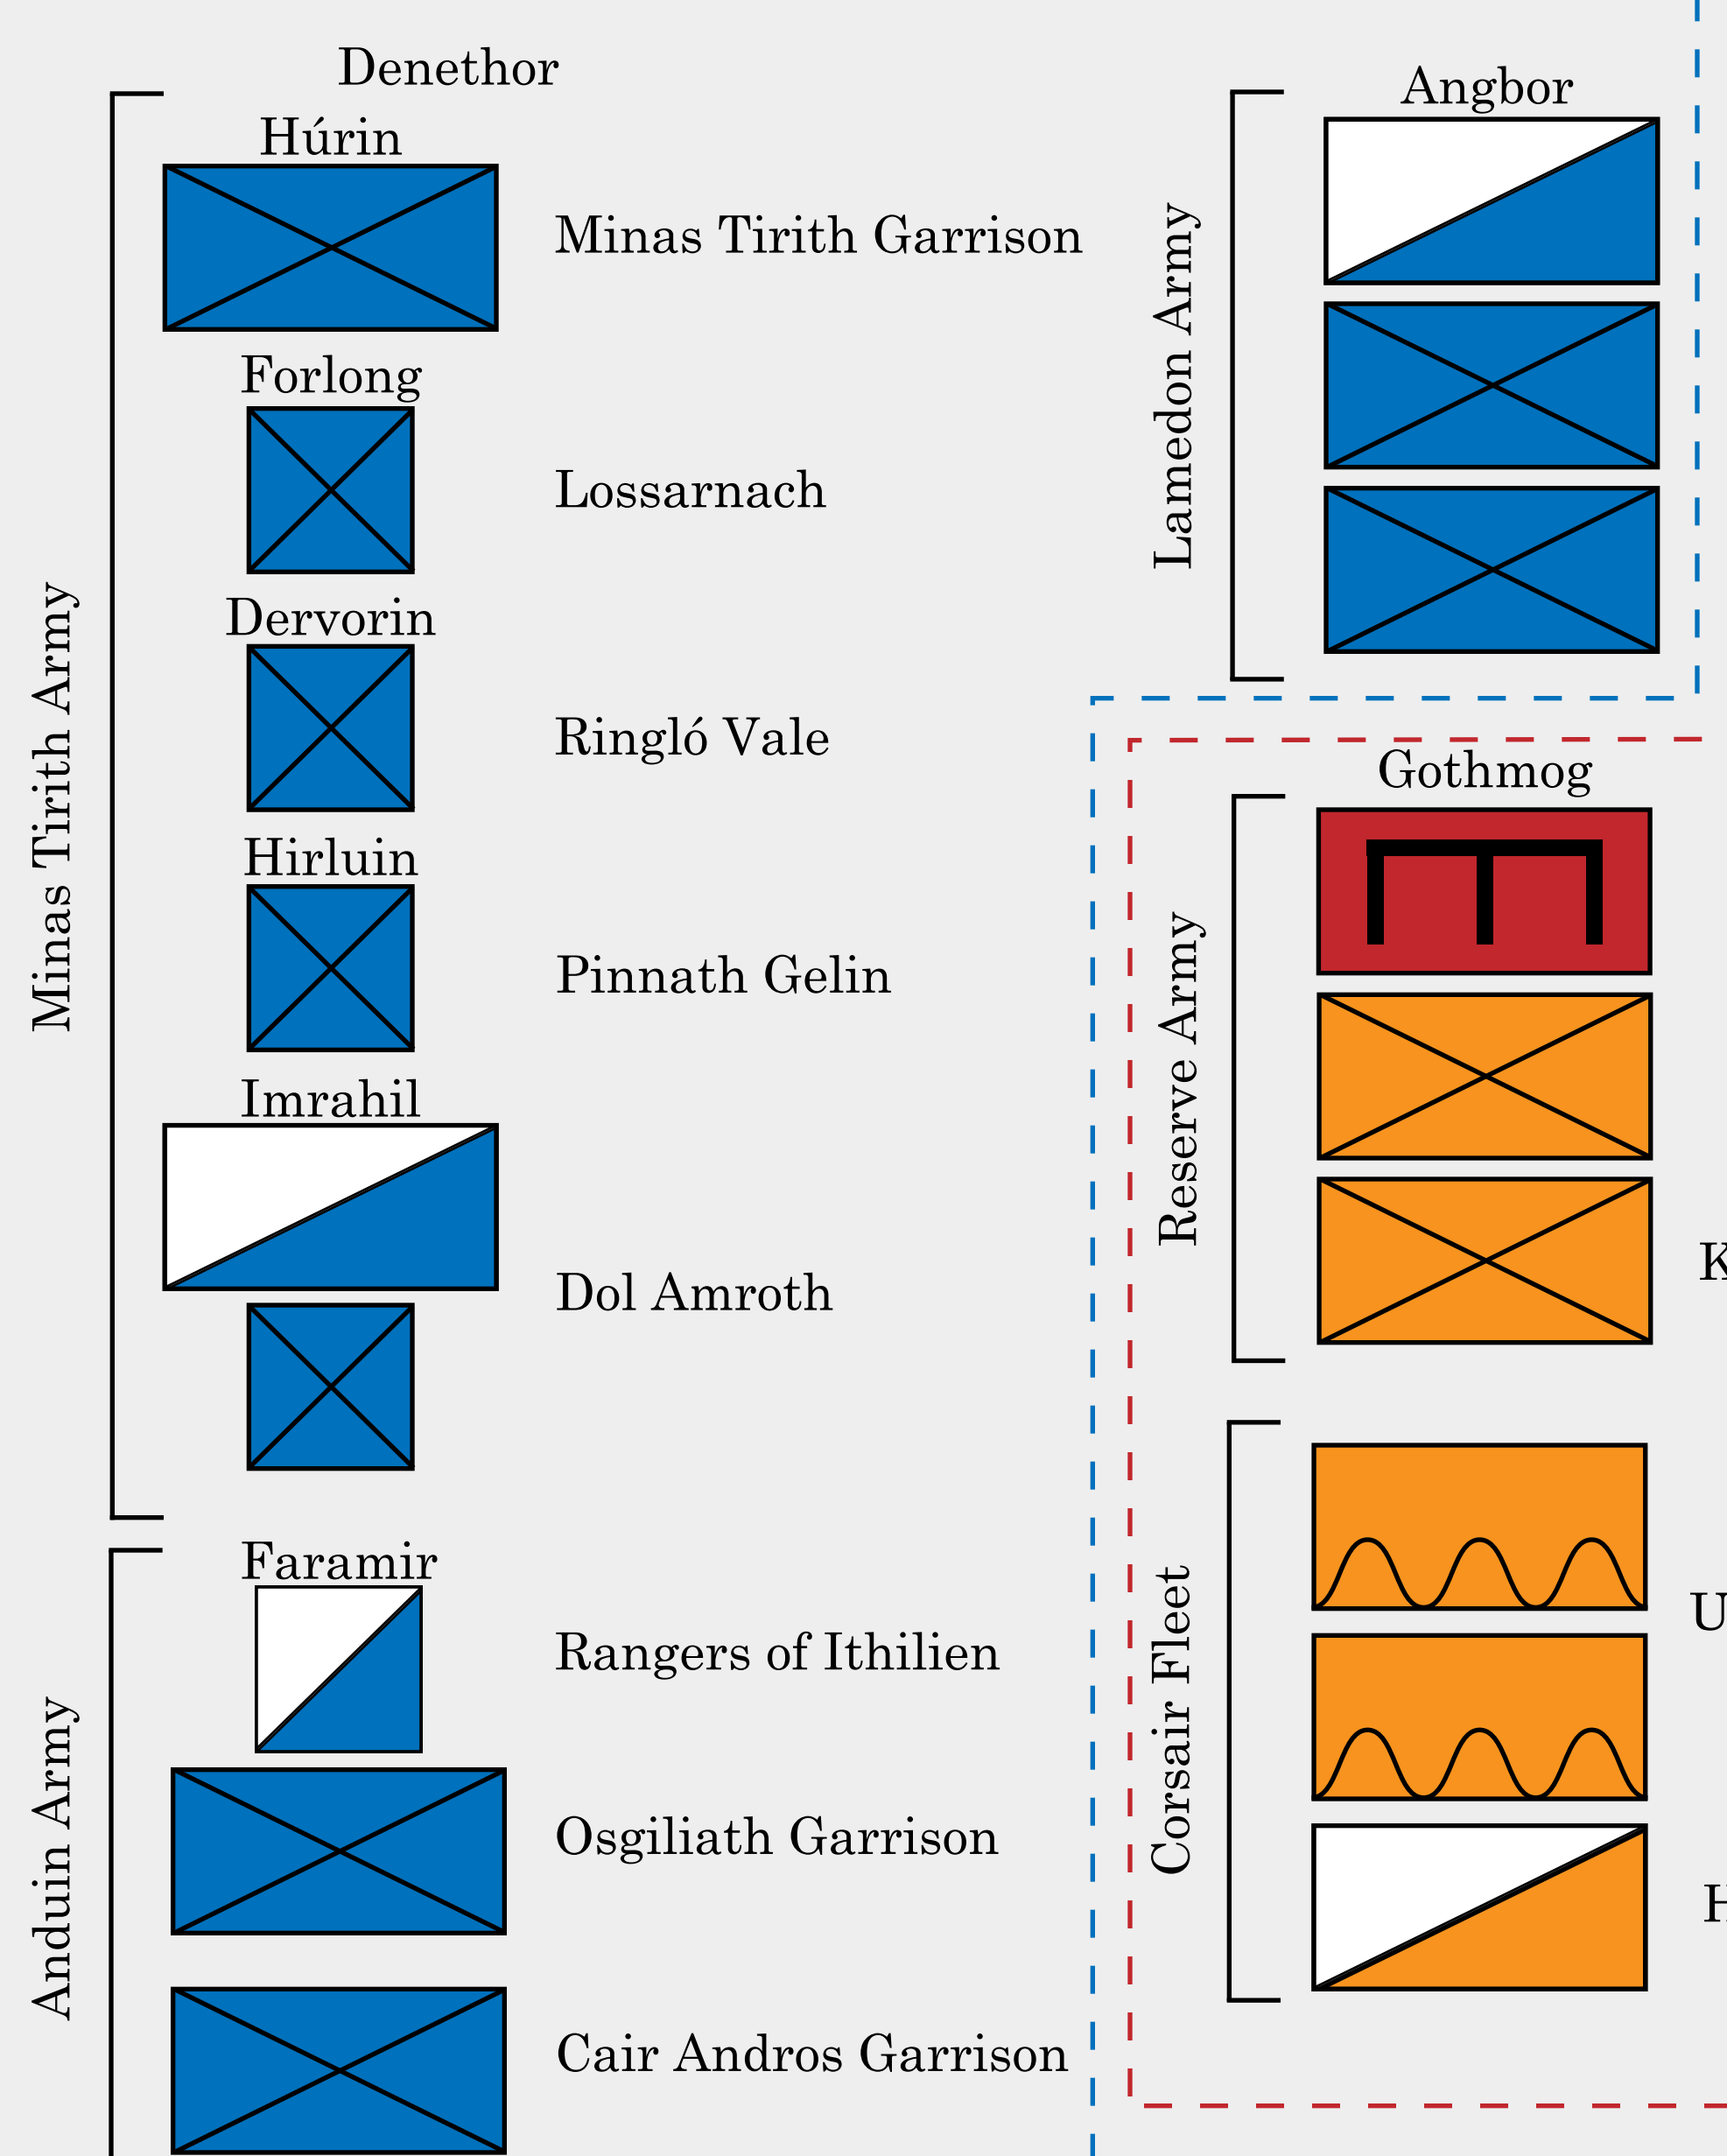 Denethor
Minas Tirith Army
Húrin
Minas Tirith Garrison
Forlong
Lossarnach
Dervorin
Ringló Vale
Hirluin
Pinnath Gelin
Imrahil
Dol Amroth
Anduin Army
Faramir
Rangers of Ithilien
Osgiliath Garrison
Cair Andros Garrison
Lamedon Army
Angbor
Reserve Army
Gothmog
K
Corsair Fleet
U
H